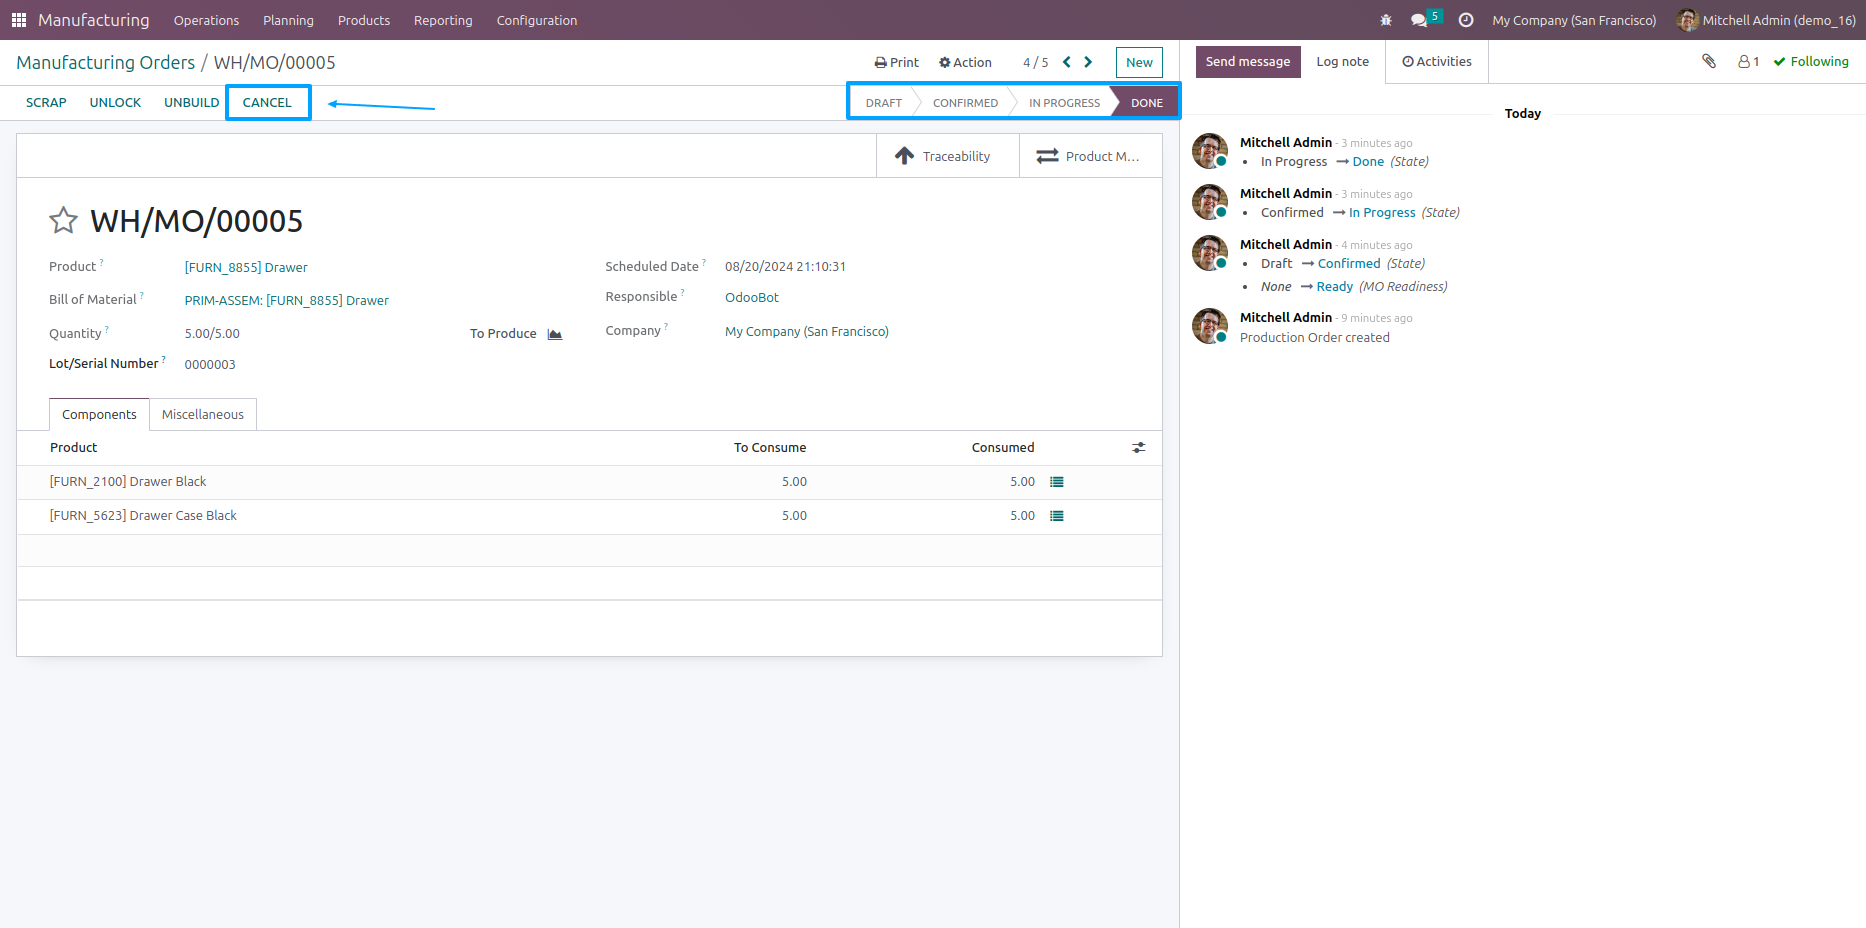 Manufacturing Operations Planning Products Reporting Configuration 5 My Company (San Francisco) Mitchell Admin (demo_16)
Manufacturing Orders / WH/MO/00005 Print Action 4 / 5 New
SCRAP UNLOCK UNBUILD CANCEL DRAFT CONFIRMED IN PROGRESS DONE
Traceability Product M...
WH/MO/00005
Product ? [FURN_8855] Drawer Scheduled Date ? 08/20/2024 21:10:31
Bill of Material ? PRIM-ASSEM: [FURN_8855] Drawer Responsible ? OdooBot
Quantity ? 5.00/5.00 To Produce Company ? My Company (San Francisco)
Lot/Serial Number ? 0000003
Components Miscellaneous
Product To Consume Consumed
[FURN_2100] Drawer Black 5.00 5.00
[FURN_5623] Drawer Case Black 5.00 5.00
Send message Log note Activities 1 Following
Today
Mitchell Admin - 3 minutes ago
• In Progress → Done (State)
Mitchell Admin - 3 minutes ago
• Confirmed → In Progress (State)
Mitchell Admin - 4 minutes ago
• Draft → Confirmed (State)
• None → Ready (MO Readiness)
Mitchell Admin - 9 minutes ago
Production Order created